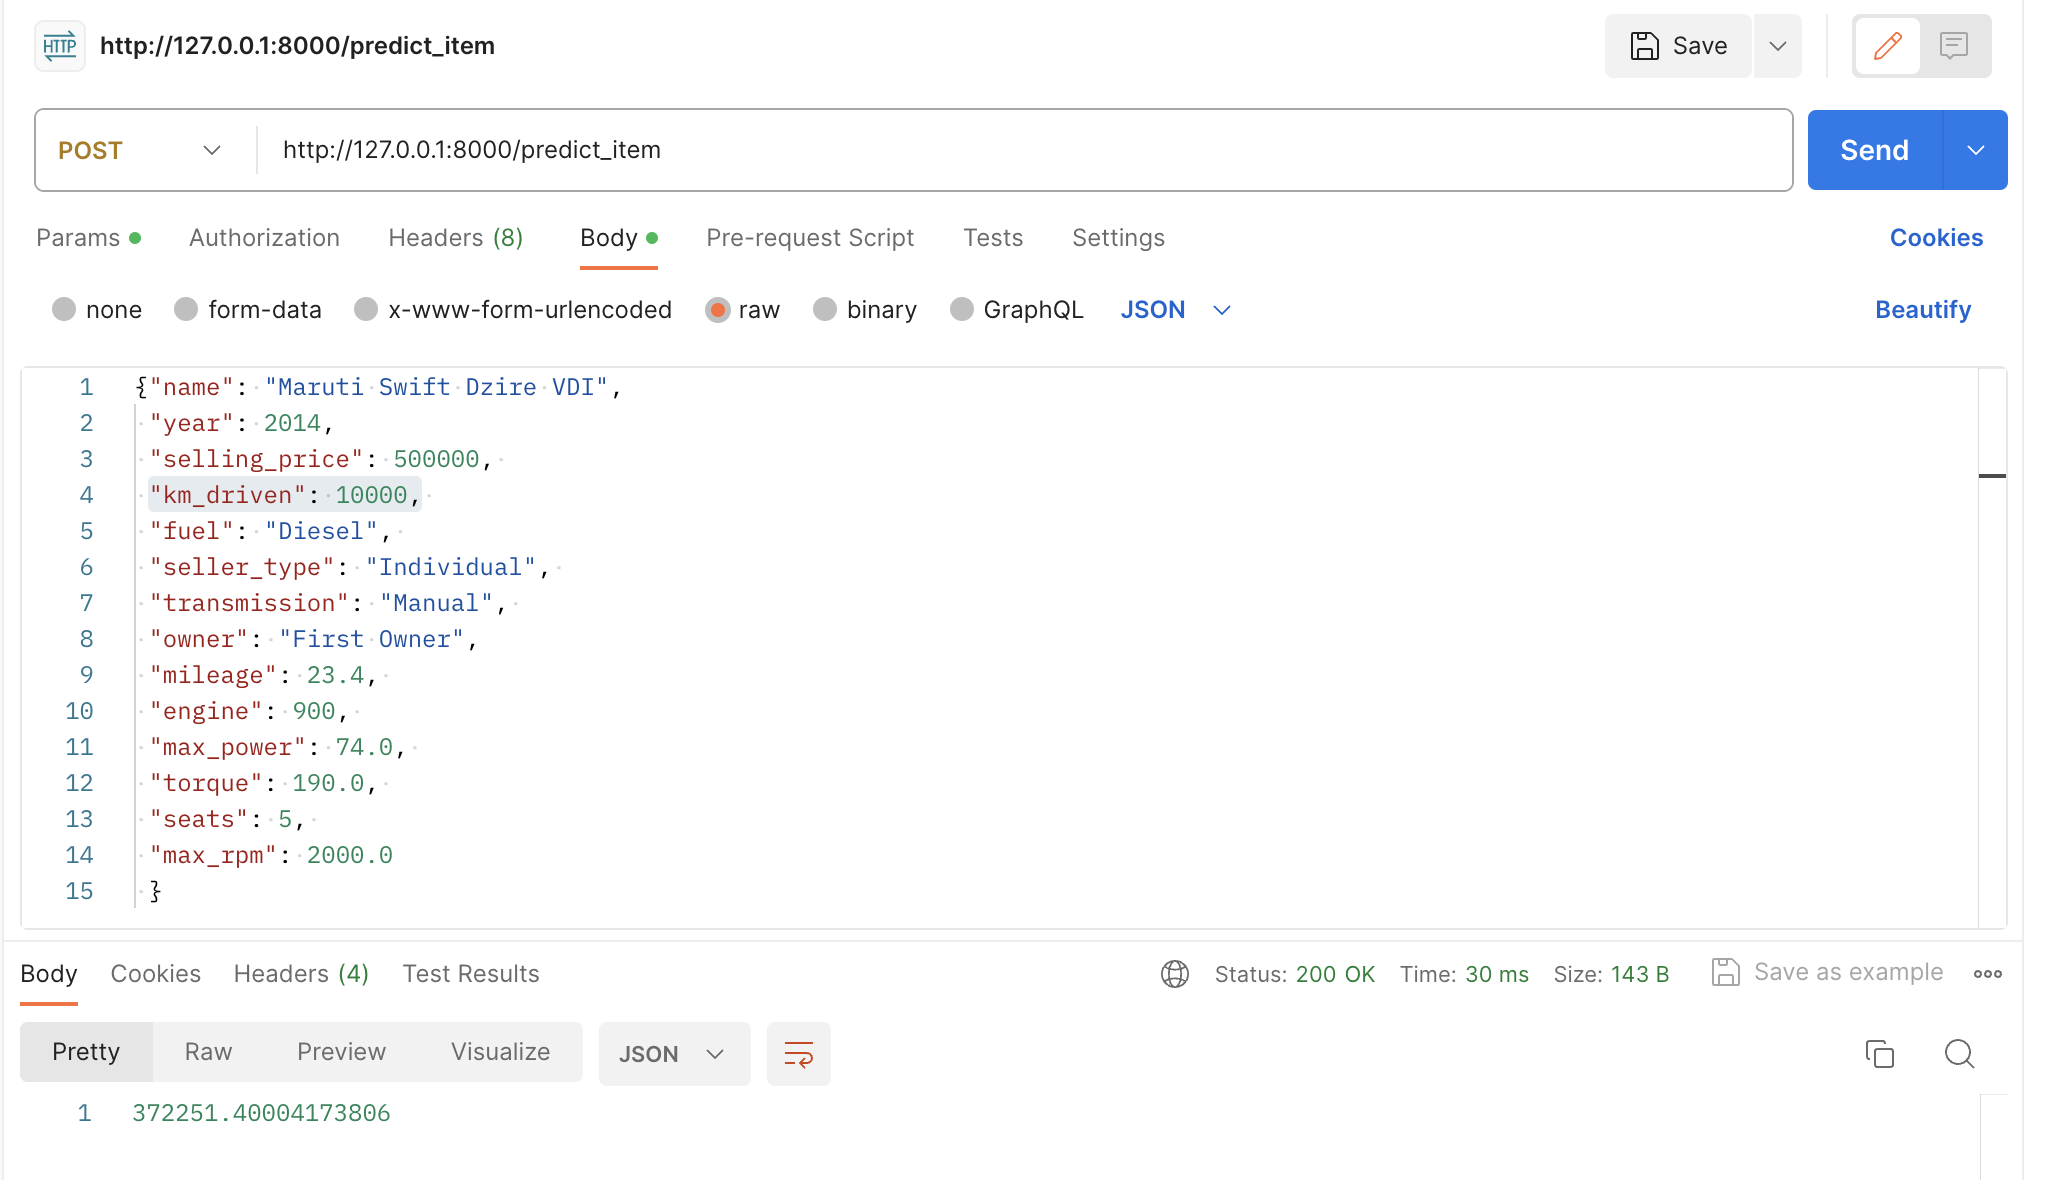 HTTP http://127.0.0.1:8000/predict_item Save
POST http://127.0.0.1:8000/predict_item Send
Params Authorization Headers (8) Body Pre-request Script Tests Settings Cookies
none form-data x-www-form-urlencoded raw binary GraphQL JSON Beautify
1 {"name": "Maruti Swift Dzire VDI",
2 "year": 2014,
3 "selling_price": 500000,
4 "km_driven": 10000,
5 "fuel": "Diesel",
6 "seller_type": "Individual",
7 "transmission": "Manual",
8 "owner": "First Owner",
9 "mileage": 23.4,
10 "engine": 900,
11 "max_power": 74.0,
12 "torque": 190.0,
13 "seats": 5,
14 "max_rpm": 2000.0
15 }
Body Cookies Headers (4) Test Results Status: 200 OK Time: 30 ms Size: 143 B Save as example
Pretty Raw Preview Visualize JSON
1 372251.40004173806